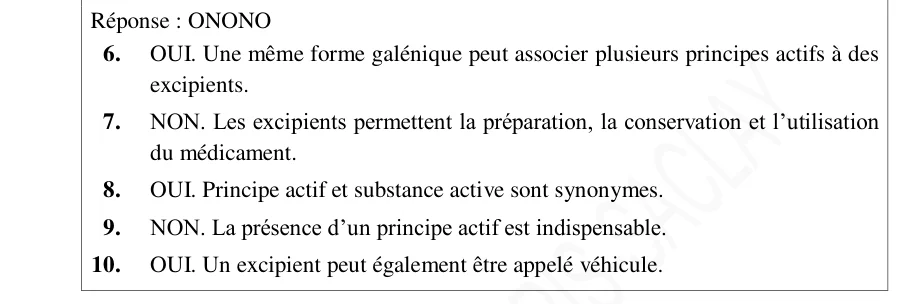 Réponse : ONONO
6. OUI. Une même forme galénique peut associer plusieurs principes actifs à des
excipients.
7. NON. Les excipients permettent la préparation, la conservation et l'utilisation
du médicament.
8. OUI. Principe actif et substance active sont synonymes.
9. NON. La présence d'un principe actif est indispensable.
10. OUI. Un excipient peut également être appelé véhicule.